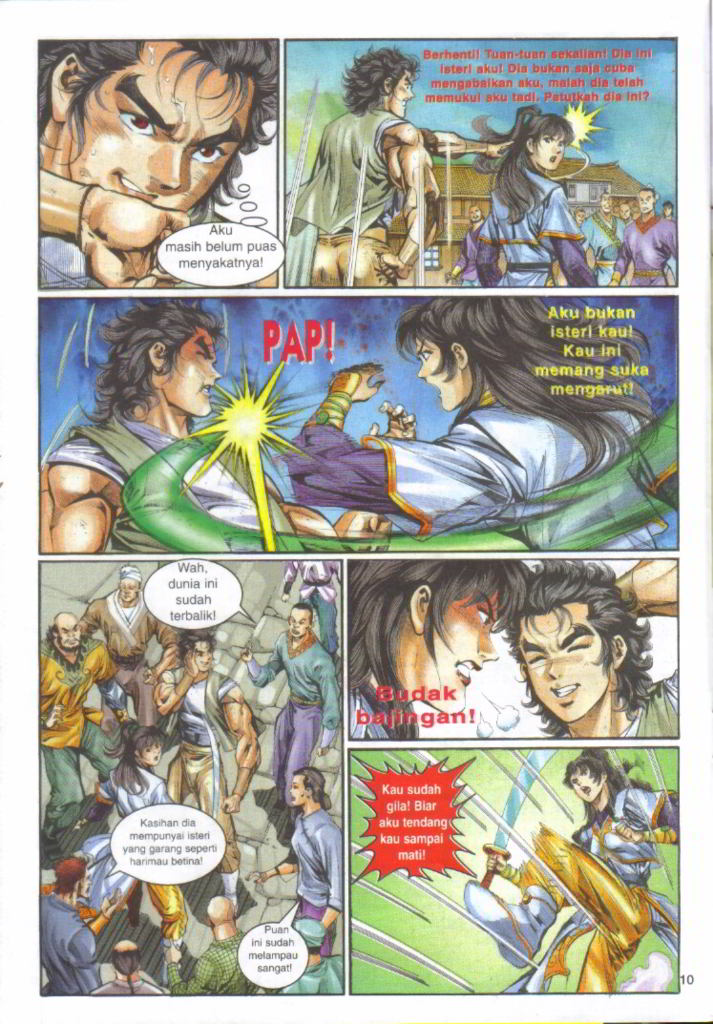 Aku
masih belum puas
menyakatnya!
Berhenti! Tuan-tuan sekalian! Dia ini
isteri aku! Dia bukan saja cuba
mengabaikan aku, malah dia telah
memukul aku tadi. Patutkah dia ini?
PAP!
Aku bukan
isteri kau!
Kau ini
memang suka
mengarut!
Wah,
dunia ini
sudah
terbalik!
Kasihan dia
mempunyai isteri
yang garang seperti
harimau betina!
Puan
ini sudah
melampau
sangat!
Budak
bajingan!
Kau sudah
gila! Biar
aku tendang
kau sampai
mati!
10